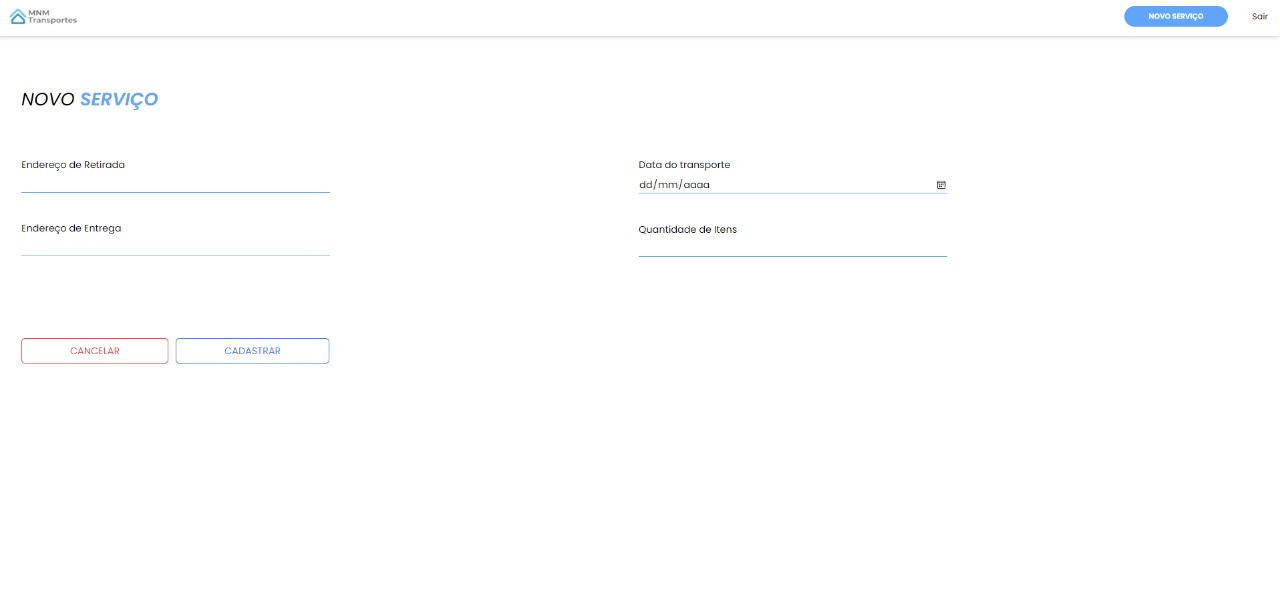 MNM
Transportes
NOVO SERVIÇO
Sair
NOVO SERVIÇO
Endereço de Retirada
Data do transporte
dd/mm/aaaa
Endereço de Entrega
Quantidade de Itens
CANCELAR
CADASTRAR